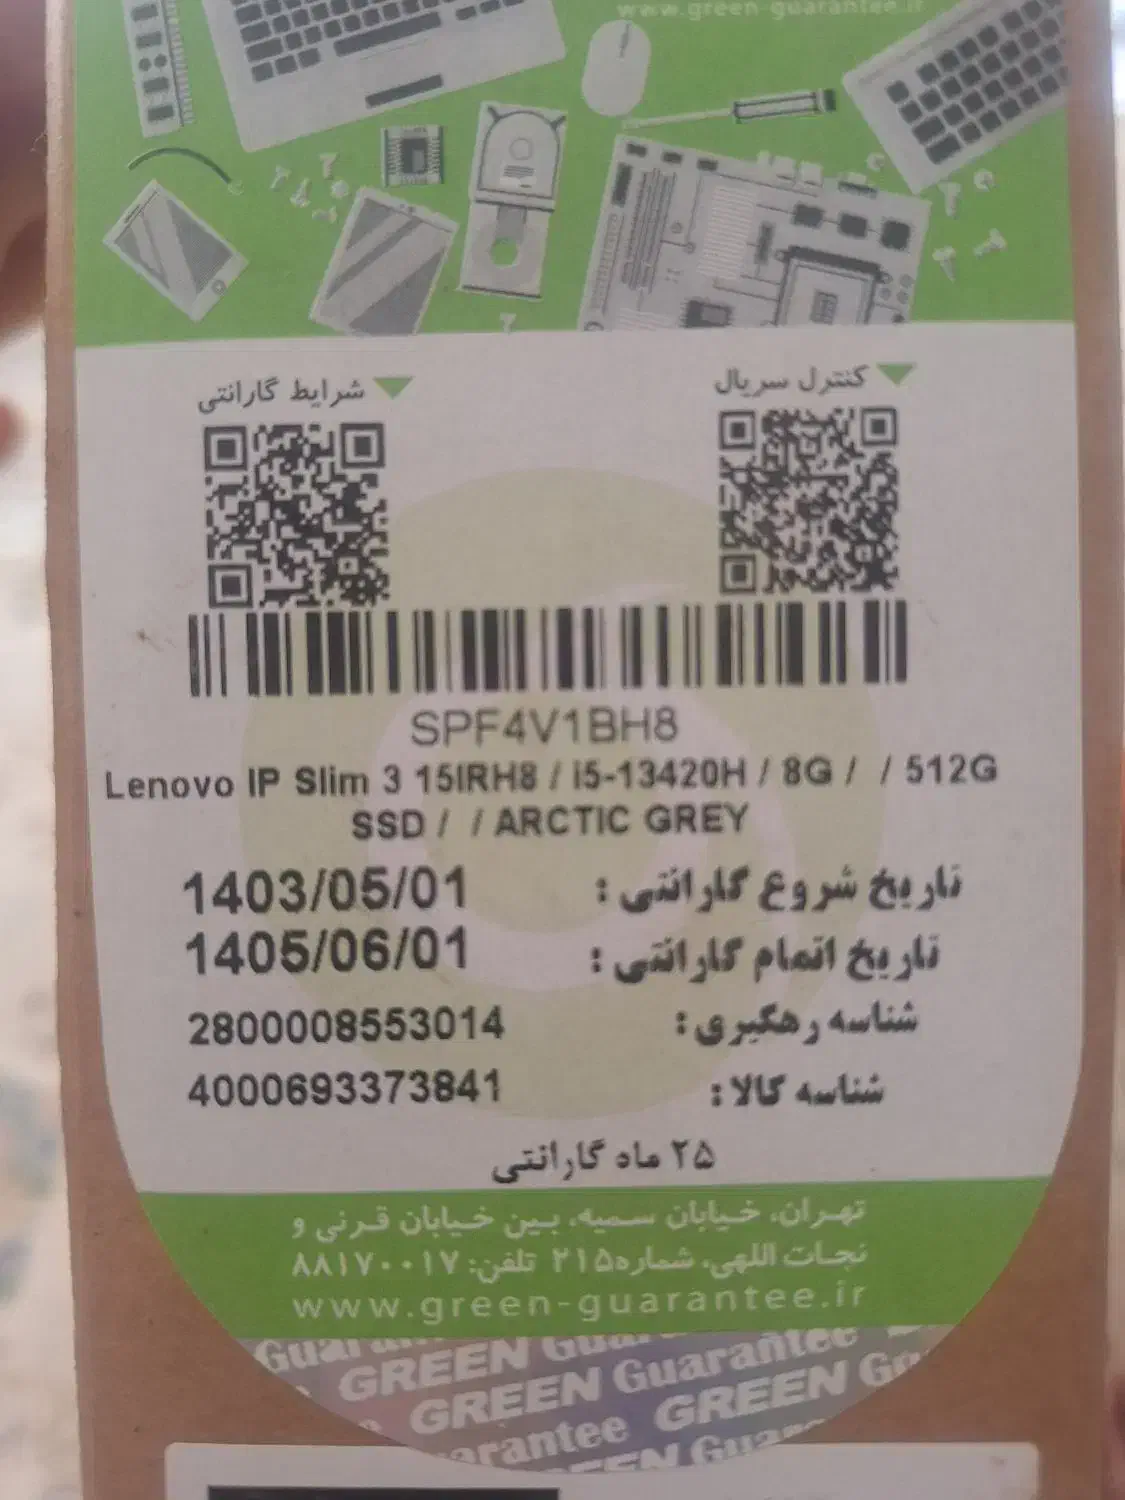 www.green-guarantee.ir
شرایط گارانتی
کنترل سریال
SPF4V1BH8
Lenovo IP Slim 3 15IRH8 / i5-13420H / 8G / / 512G
SSD / / ARCTIC GREY
تاریخ شروع گارانتی : 1403/05/01
تاریخ اتمام گارانتی : 1405/06/01
شناسه رهگیری : 2800008553014
شناسه کالا : 4000693373841
۲۵ ماه گارانتی
تهران، خیابان سمیه، بین خیابان قرنی و
نجات اللهی، شماره۲۱۵ تلفن: ۸۸۱۷۰۰۱۷
www.green-guarantee.ir
GREEN Guarantee
GREEN Guarantee
GREEN